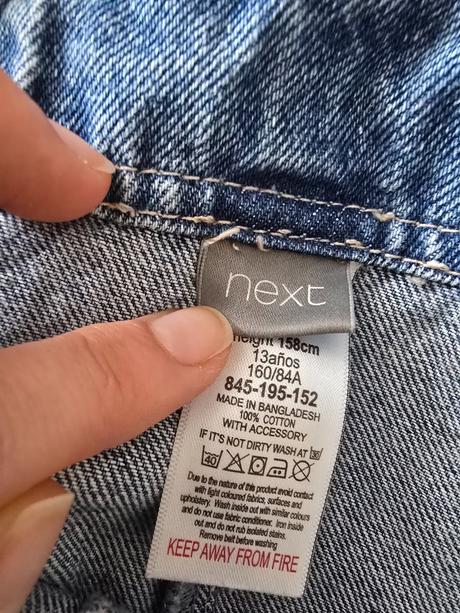 next
height 158cm
13años
160/84A
845-195-152
MADE IN BANGLADESH
100% COTTON
WITH ACCESSORY
IF IT'S NOT DIRTY WASH AT 30
40
Due to the nature of this product avoid contact
with light coloured fabrics, surfaces and
upholstery. Wash inside out with similar colours
and do not use fabric conditioner. Iron inside
out and do not rub isolated stains.
Remove belt before washing
KEEP AWAY FROM FIRE